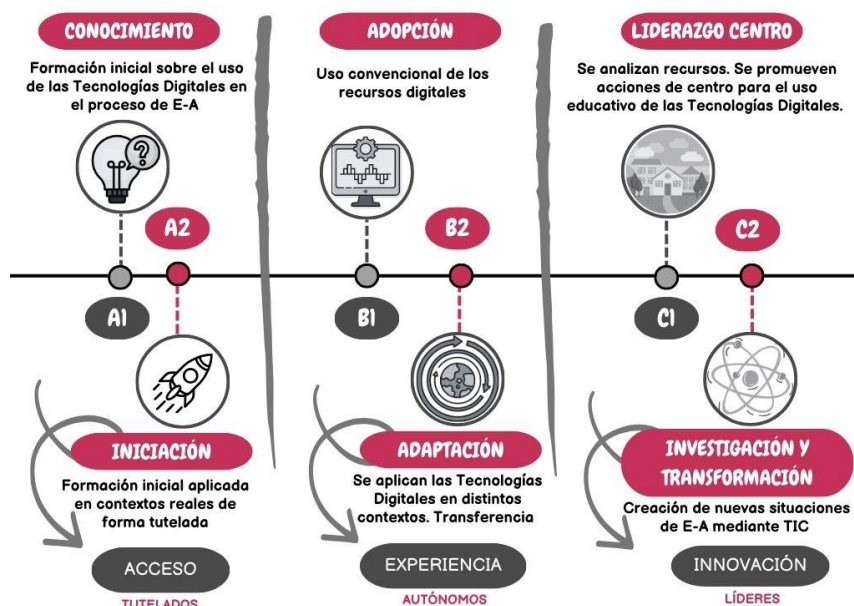 CONOCIMIENTO
Formación inicial sobre el uso
de las Tecnologías Digitales en
el proceso de E-A
?
A2
A1
INICIACIÓN
Formación inicial aplicada
en contextos reales de
forma tutelada
ACCESO
TUTELADOS
ADOPCIÓN
Uso convencional de los
recursos digitales
B2
B1
ADAPTACIÓN
Se aplican las Tecnologías
Digitales en distintos
contextos. Transferencia
EXPERIENCIA
AUTÓNOMOS
LIDERAZGO CENTRO
Se analizan recursos. Se promueven
acciones de centro para el uso
educativo de las Tecnologías Digitales.
C2
C1
INVESTIGACIÓN Y
TRANSFORMACIÓN
Creación de nuevas situaciones
de E-A mediante TIC
INNOVACIÓN
LÍDERES